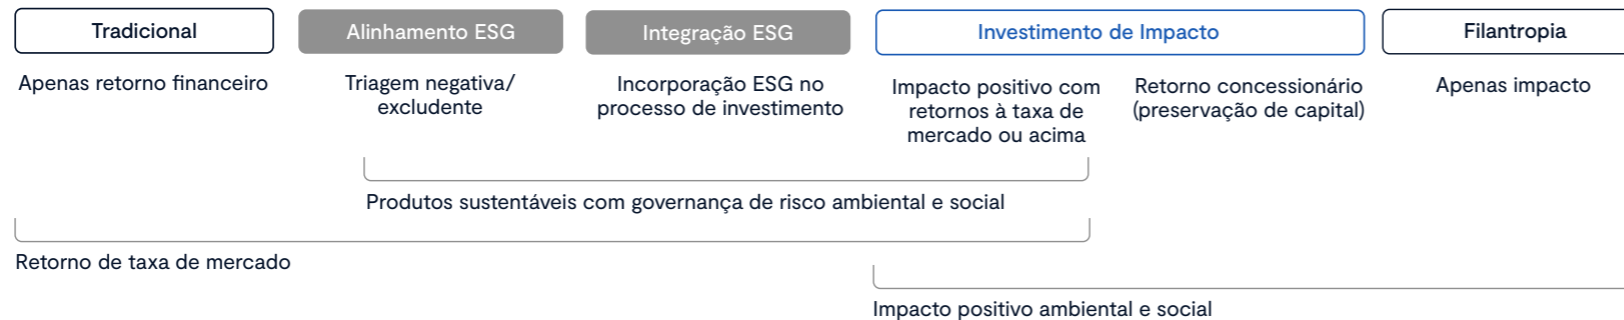 Tradicional
Alinhamento ESG
Integração ESG
Investimento de Impacto
Filantropia
Apenas retorno financeiro
Triagem negativa/
excludente
Incorporação ESG no
processo de investimento
Impacto positivo com
retornos à taxa de
mercado ou acima
Retorno concessionário
(preservação de capital)
Apenas impacto
Produtos sustentáveis com governança de risco ambiental e social
Retorno de taxa de mercado
Impacto positivo ambiental e social